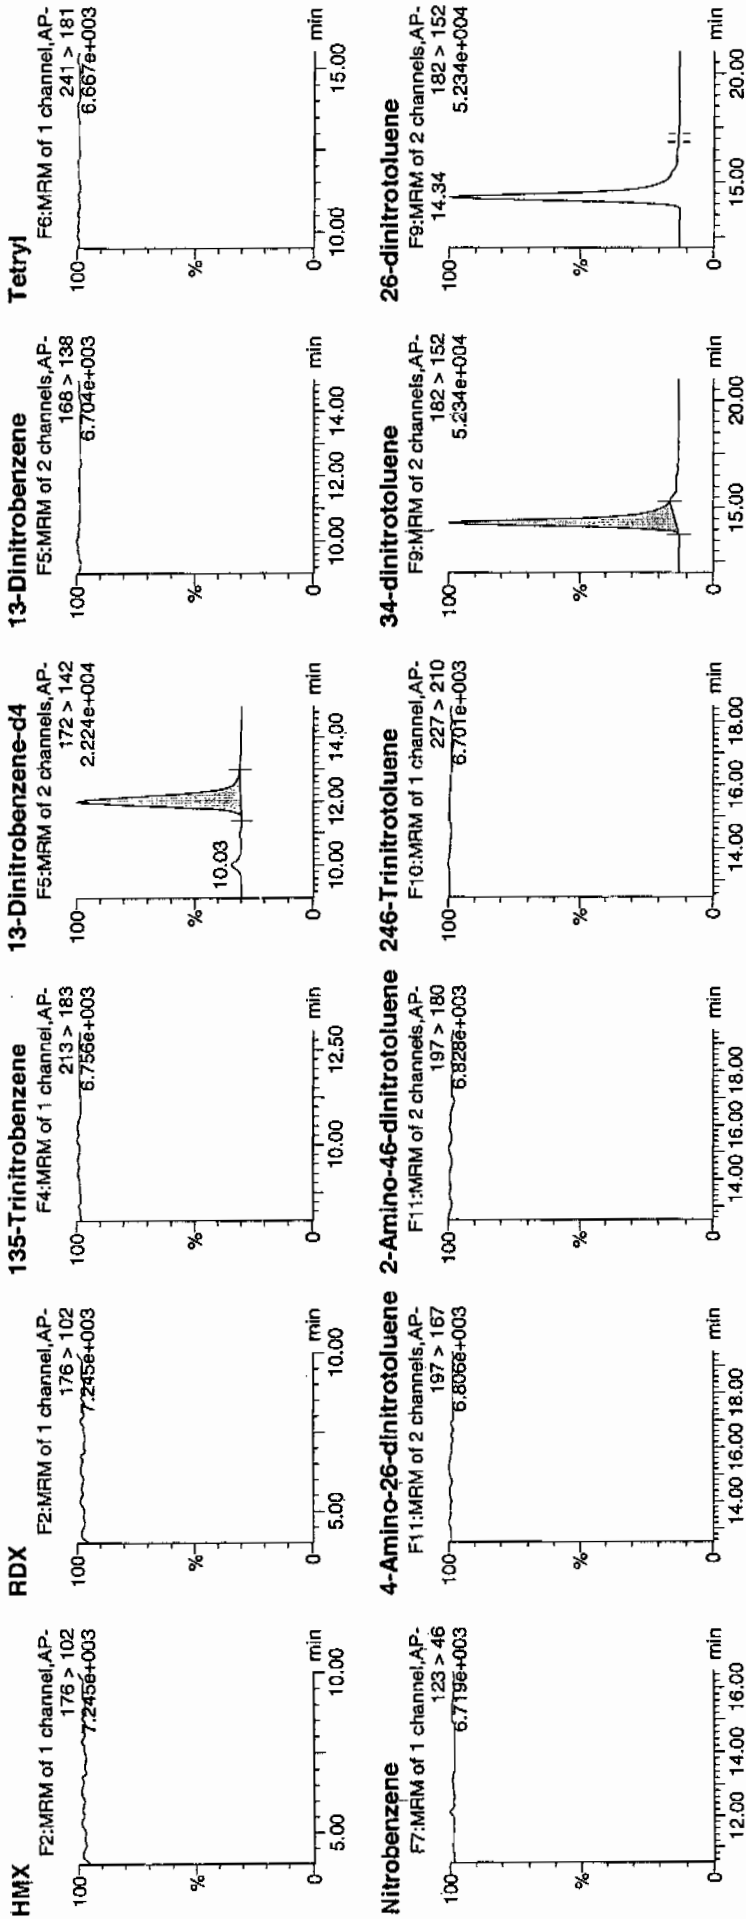 HMX
F2:MRM of 1 channel,AP-
176 > 102
7.245e+003
100
%
0
5.00
10.00
min
RDX
F2:MRM of 1 channel,AP-
176 > 102
7.245e+003
100
%
0
5.00
10.00
min
135-Trinitrobenzene
F4:MRM of 1 channel,AP-
213 > 183
6.756e+003
100
%
0
10.00
12.50
min
13-Dinitrobenzene-d4
F5:MRM of 2 channels,AP-
172 > 142
2.224e+004
100
10.03
%
0
10.00
12.00
14.00
min
13-Dinitrobenzene
F5:MRM of 2 channels,AP-
168 > 138
6.704e+003
100
%
0
10.00
12.00
14.00
min
Tetryl
F6:MRM of 1 channel,AP-
241 > 181
6.667e+003
100
%
0
10.00
15.00
min
Nitrobenzene
F7:MRM of 1 channel,AP-
123 > 46
6.719e+003
100
%
0
12.00
14.00
16.00
min
4-Amino-26-dinitrotoluene
F11:MRM of 2 channels,AP-
197 > 167
6.806e+003
100
%
0
14.00
16.00
18.00
min
2-Amino-46-dinitrotoluene
F11:MRM of 2 channels,AP-
197 > 180
6.828e+003
100
%
0
14.00
16.00
18.00
min
246-Trinitrotoluene
F10:MRM of 1 channel,AP-
227 > 210
6.701e+003
100
%
0
14.00
16.00
18.00
min
34-dinitrotoluene
F9:MRM of 2 channels,AP-
182 > 152
5.234e+004
100
%
0
15.00
20.00
min
26-dinitrotoluene
F9:MRM of 2 channels,AP-
182 > 152
5.234e+004
100
14.34
%
0
15.00
20.00
min